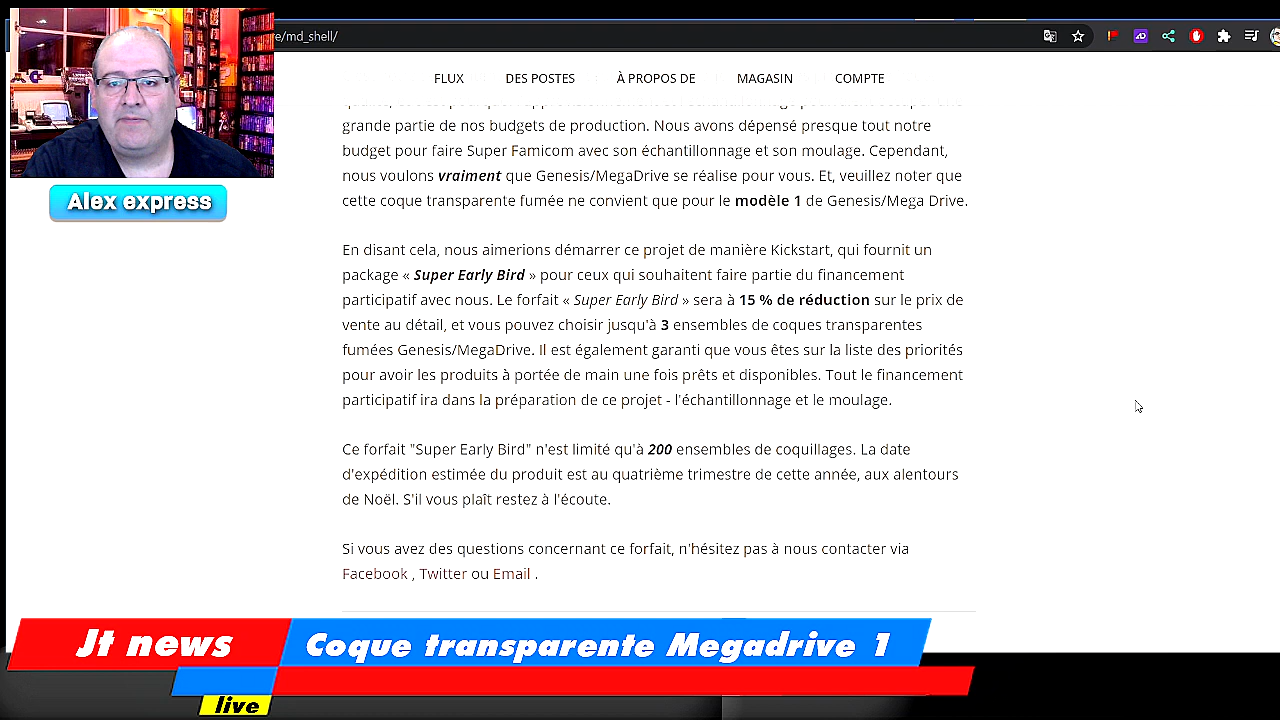 e/md_shell/
FLUX DES POSTES À PROPOS DE MAGASIN COMPTE
grande partie de nos budgets de production. Nous avons dépensé presque tout notre
budget pour faire Super Famicom avec son échantillonnage et son moulage. Cependant,
nous voulons vraiment que Genesis/MegaDrive se réalise pour vous. Et, veuillez noter que
cette coque transparente fumée ne convient que pour le modèle 1 de Genesis/Mega Drive.
En disant cela, nous aimerions démarrer ce projet de manière Kickstart, qui fournit un
package « Super Early Bird » pour ceux qui souhaitent faire partie du financement
participatif avec nous. Le forfait « Super Early Bird » sera à 15 % de réduction sur le prix de
vente au détail, et vous pouvez choisir jusqu'à 3 ensembles de coques transparentes
fumées Genesis/MegaDrive. Il est également garanti que vous êtes sur la liste des priorités
pour avoir les produits à portée de main une fois prêts et disponibles. Tout le financement
participatif ira dans la préparation de ce projet - l'échantillonnage et le moulage.
Ce forfait "Super Early Bird" n'est limité qu'à 200 ensembles de coquillages. La date
d'expédition estimée du produit est au quatrième trimestre de cette année, aux alentours
de Noël. S'il vous plaît restez à l'écoute.
Si vous avez des questions concernant ce forfait, n'hésitez pas à nous contacter via
Facebook , Twitter ou Email .
Alex express
Jt news
Coque transparente Megadrive 1
live